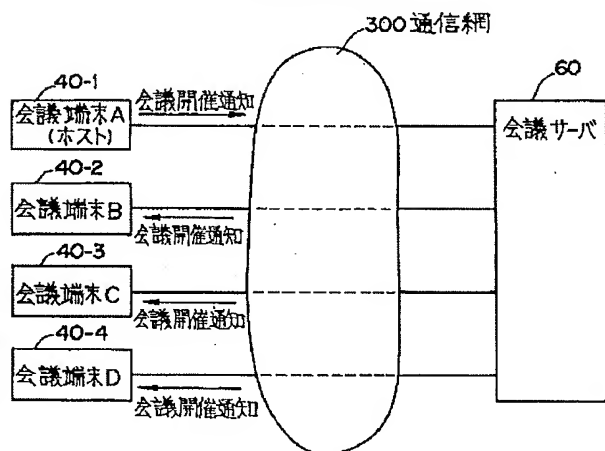 300通信網
40-1
60
会議端末A
(ホスト)
会議開催通知
会議サーバ
40-2
会議端末B
会議開催通知
40-3
会議端末C
会議開催通知
40-4
会議端末D
会議開催通知